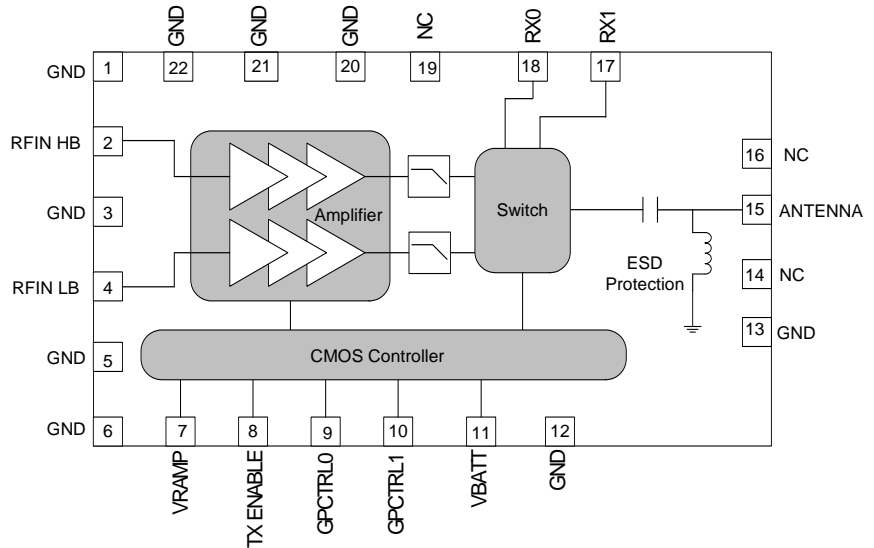 GND GND GND NC RX0 RX1
22 21 20 19 18 17
GND 1
RFIN HB 2
16 NC
GND 3
Amplifier
Switch
15 ANTENNA
RFIN LB 4
ESD
Protection
14 NC
13 GND
GND 5
CMOS Controller
GND 6
7 8 9 10 11 12
VRAMP TX ENABLE GPCTRL0 GPCTRL1 VBATT GND